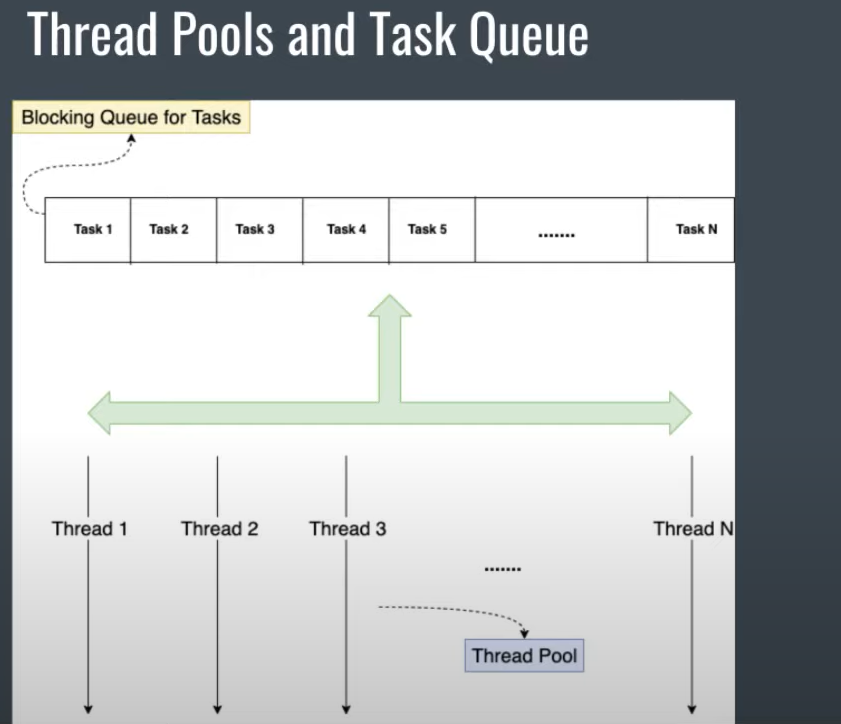 Thread Pools and Task Queue
Blocking Queue for Tasks
Task 1 Task 2 Task 3 Task 4 Task 5 ....... Task N
Thread 1 Thread 2 Thread 3 Thread N
.......
Thread Pool